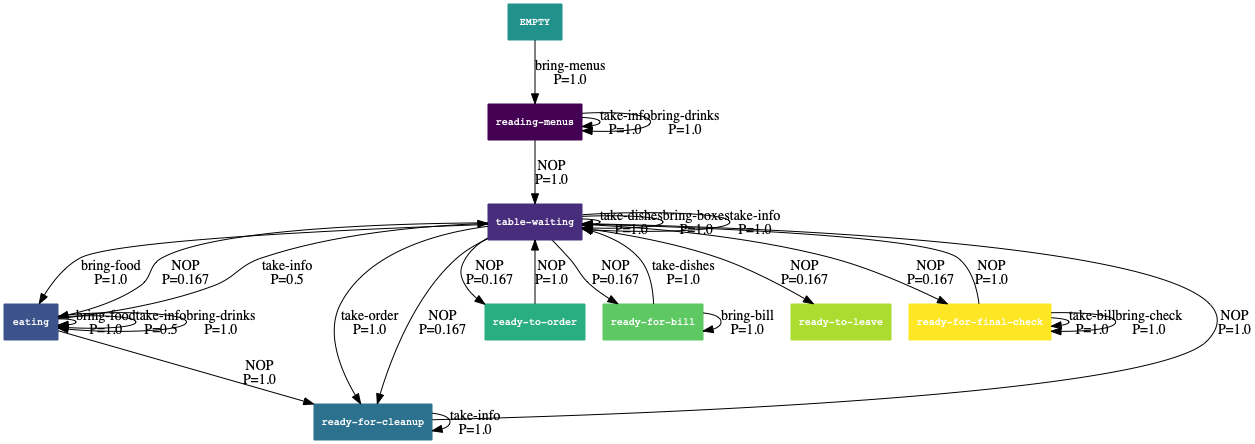 EMPTY
bring-menus
P=1.0
reading-menus
take-info
P=1.0
bring-drinks
P=1.0
NOP
P=1.0
table-waiting
take-dishes
P=1.0
bring-boxes
P=1.0
take-info
P=1.0
bring-food
P=1.0
NOP
P=0.167
take-info
P=0.5
take-order
P=1.0
NOP
P=0.167
NOP
P=0.167
NOP
P=1.0
NOP
P=0.167
take-dishes
P=1.0
NOP
P=0.167
NOP
P=0.167
NOP
P=1.0
NOP
P=1.0
eating
bring-food
P=1.0
take-info
P=0.5
bring-drinks
P=1.0
ready-to-order
ready-for-bill
bring-bill
P=1.0
ready-to-leave
ready-for-final-check
take-bill
P=1.0
bring-check
P=1.0
NOP
P=1.0
ready-for-cleanup
take-info
P=1.0